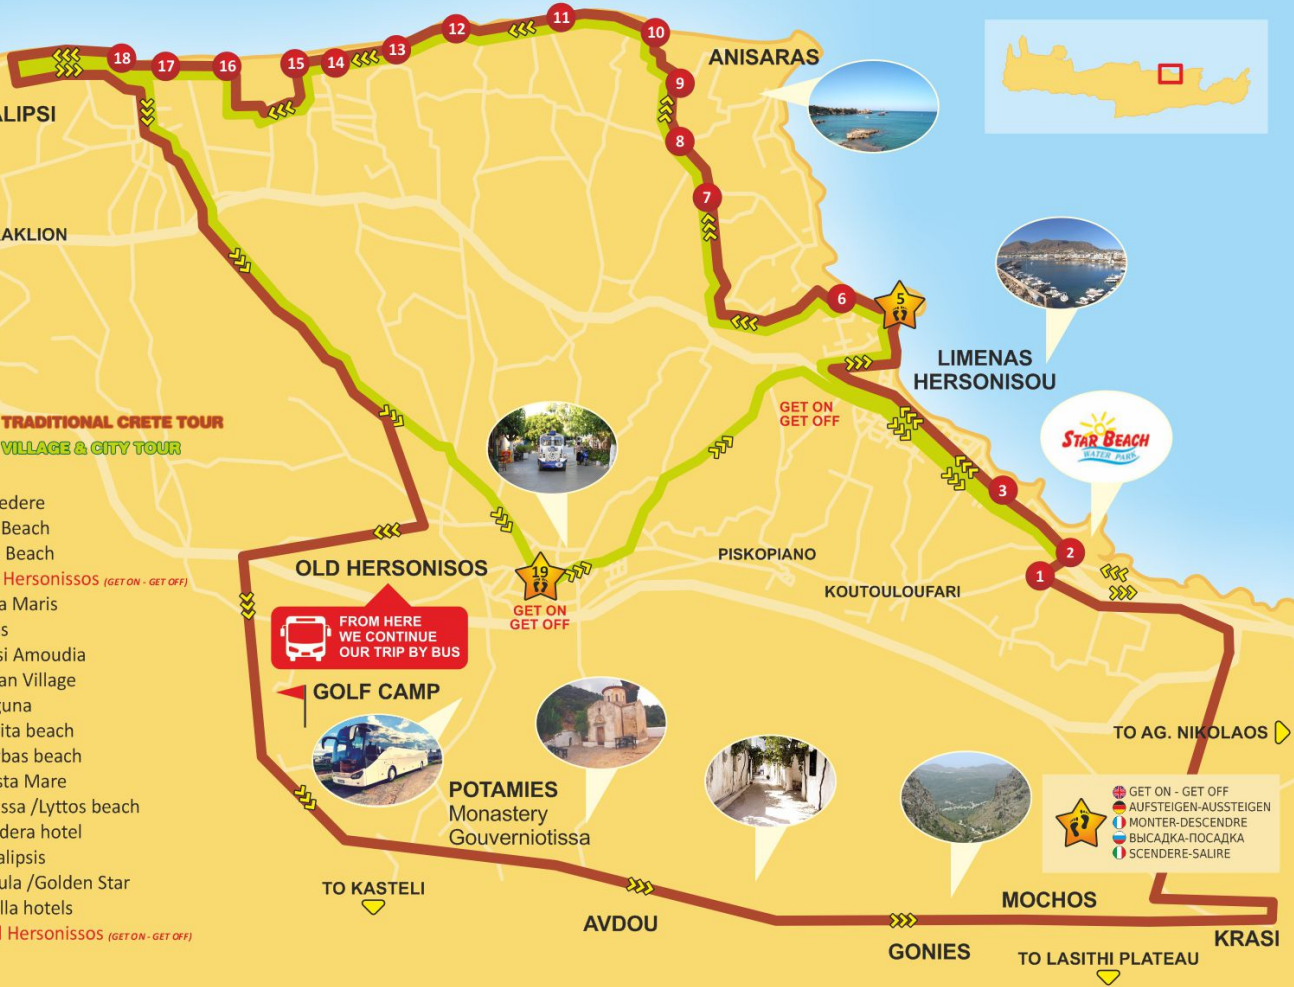 18
17
16
15
14
13
12
11
10
9
8
7
6
5
ANISARAS
ALIPSI
AKLION
LIMENAS
HERSONISOU
GET ON
GET OFF
STAR BEACH
WATER PARK
TRADITIONAL CRETE TOUR
VILLAGE & CITY TOUR
3
2
1
PISKOPIANO
KOUTOULOUFARI
OLD HERSONISOS
19
GET ON
GET OFF
FROM HERE
WE CONTINUE
OUR TRIP BY BUS
GOLF CAMP
edere
Beach
Beach
Hersonissos (GET ON - GET OFF)
a Maris
s
si Amoudia
an Village
guna
ita beach
bas beach
sta Mare
ssa /Lyttos beach
dera hotel
alipsis
ula /Golden Star
lla hotels
Hersonissos (GET ON - GET OFF)
POTAMIES
Monastery
Gouverniotissa
TO KASTELI
AVDOU
GONIES
MOCHOS
KRASI
TO LASITHI PLATEAU
TO AG. NIKOLAOS
GET ON - GET OFF
AUFSTEIGEN-AUSSTEIGEN
MONTER-DESCENDRE
ВЫСАДКА-ПОСАДКА
SCENDERE-SALIRE